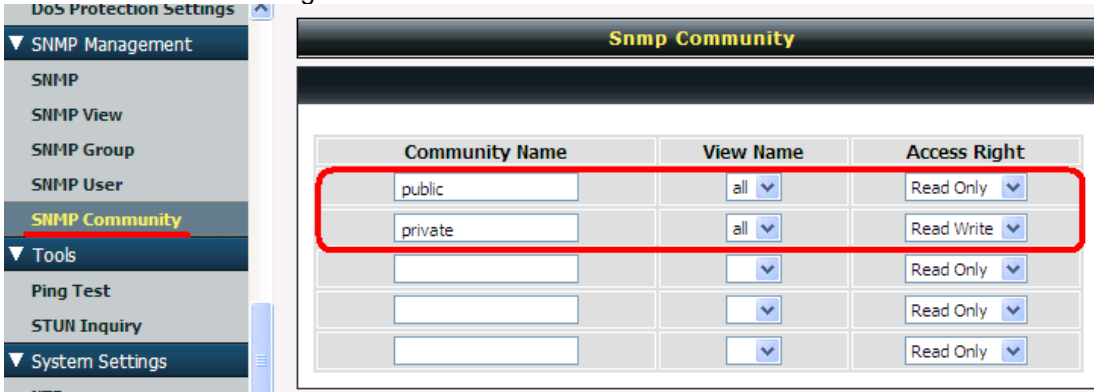 DoS Protection Settings
SNMP Management
SNMP
SNMP View
SNMP Group
SNMP User
SNMP Community
Tools
Ping Test
STUN Inquiry
System Settings
Snmp Community
Community Name View Name Access Right
public all Read Only
private all Read Write
Read Only
Read Only
Read Only